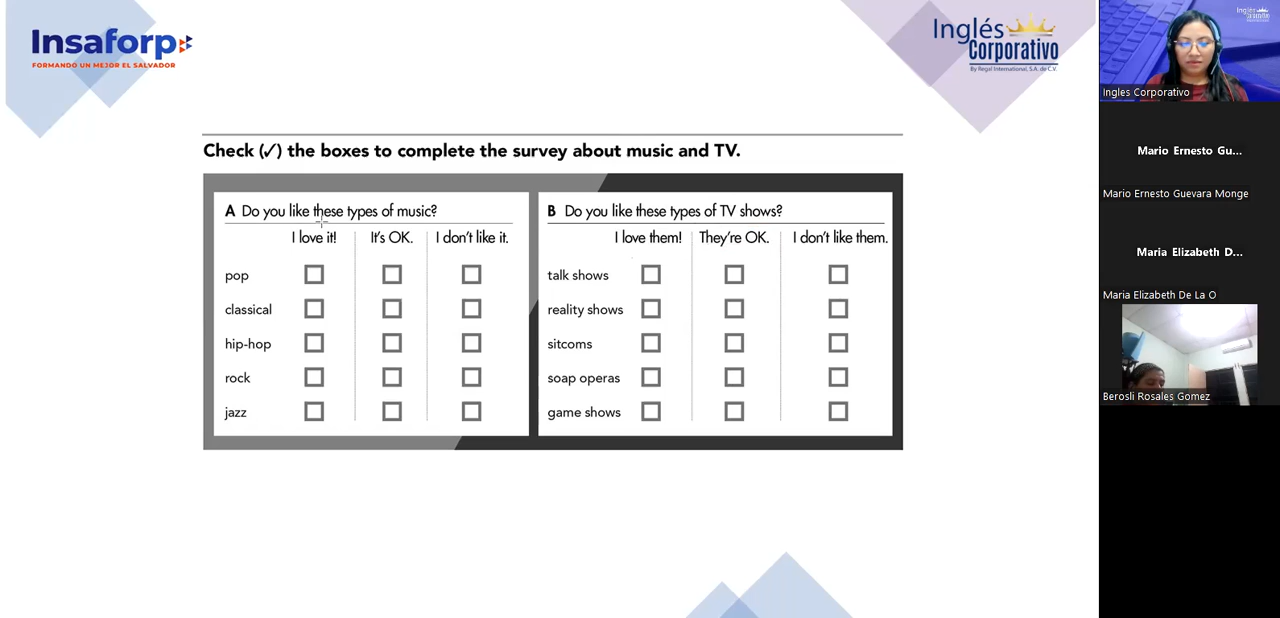 Insaforp
FORMANDO UN MEJOR EL SALVADOR
Inglés
Corporativo
By Regal International, S.A. de C.V.
Check (✓) the boxes to complete the survey about music and TV.
A Do you like these types of music?
I love it! It's OK. I don't like it.
pop
classical
hip-hop
rock
jazz
B Do you like these types of TV shows?
I love them! They're OK. I don't like them.
talk shows
reality shows
sitcoms
soap operas
game shows
Inglés
Ingles Corporativo
Mario Ernesto Gu...
Mario Ernesto Guevara Monge
Maria Elizabeth D...
Maria Elizabeth De La O
Berosli Rosales Gomez